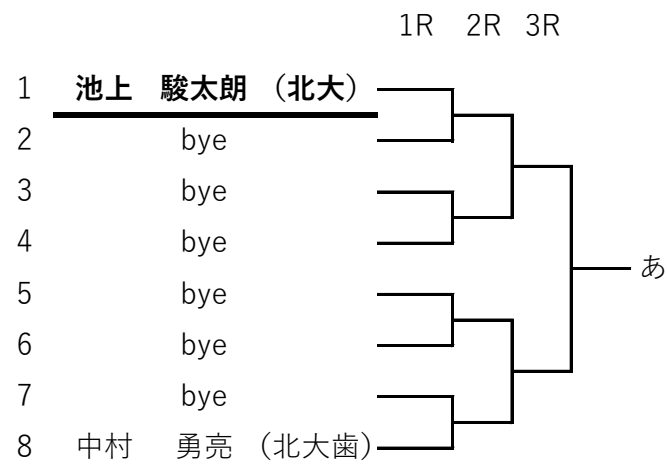 1R 2R 3R
1 池上 駿太朗 (北大)
2 bye
3 bye
4 bye
5 bye
6 bye
7 bye
8 中村 勇亮 (北大歯)
あ